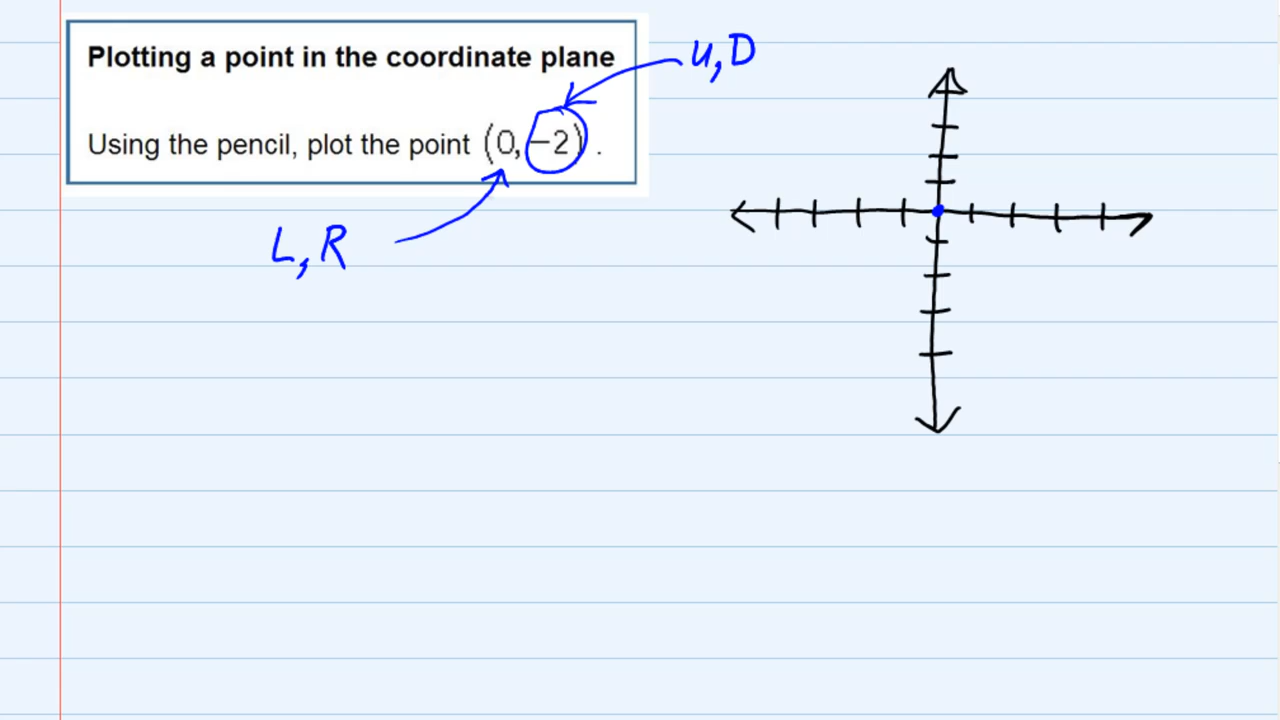 Plotting a point in the coordinate plane
U, D
Using the pencil, plot the point (0, −2) .
L, R